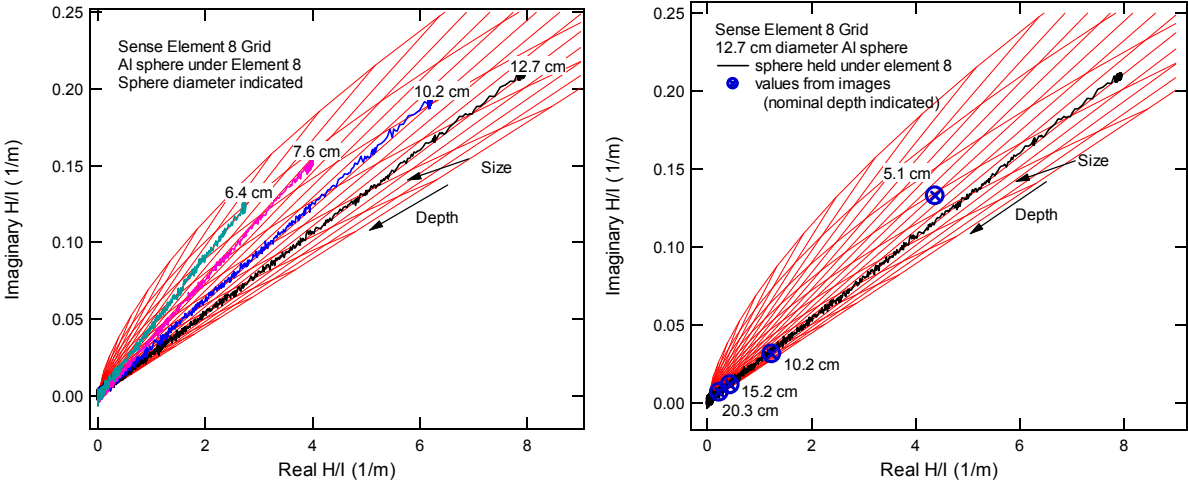 Sense Element 8 Grid
Al sphere under Element 8
Sphere diameter indicated
12.7 cm
10.2 cm
7.6 cm
6.4 cm
Size
Depth
0.25
0.20
0.15
0.10
0.05
0.00
Imaginary H/I ( 1/m)
0
2
4
6
8
Real H/I (1/m)
Sense Element 8 Grid
12.7 cm diameter Al sphere
sphere held under element 8
values from images
(nominal depth indicated)
5.1 cm
Size
Depth
10.2 cm
15.2 cm
20.3 cm
0.25
0.20
0.15
0.10
0.05
0.00
Imaginary H/I ( 1/m)
0
2
4
6
8
Real H/I (1/m)